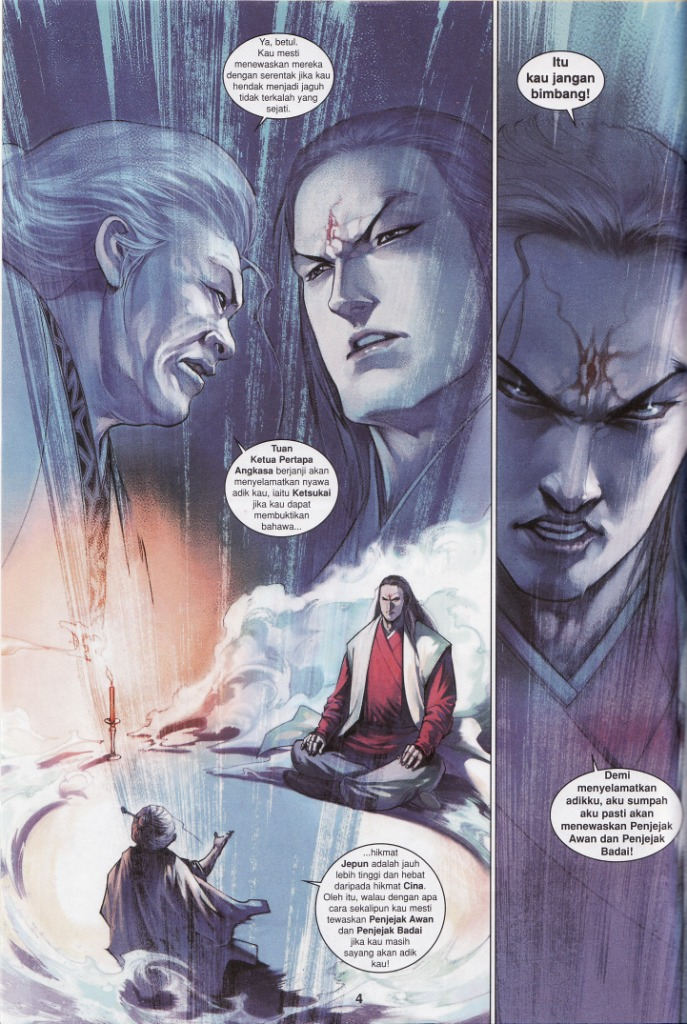 Ya, betul.
Kau mesti
menewaskan mereka
dengan serentak jika kau
hendak menjadi jaguh
tidak terkalah yang
sejati.
Tuan
Ketua Pertapa
Angkasa berjanji akan
menyelamatkan nyawa
adik kau, iaitu Ketsukai
jika kau dapat
membuktikan
bahawa...
...hikmat
Jepun adalah jauh
lebih tinggi dan hebat
daripada hikmat Cina.
Oleh itu, walau dengan apa
cara sekalipun kau mesti
tewaskan Penjejak Awan
dan Penjejak Badai
jika kau masih
sayang akan adik
kau!
Itu
kau jangan
bimbang!
Demi
menyelamatkan
adikku, aku sumpah
aku pasti akan
menewaskan Penjejak
Awan dan Penjejak
Badai!
4